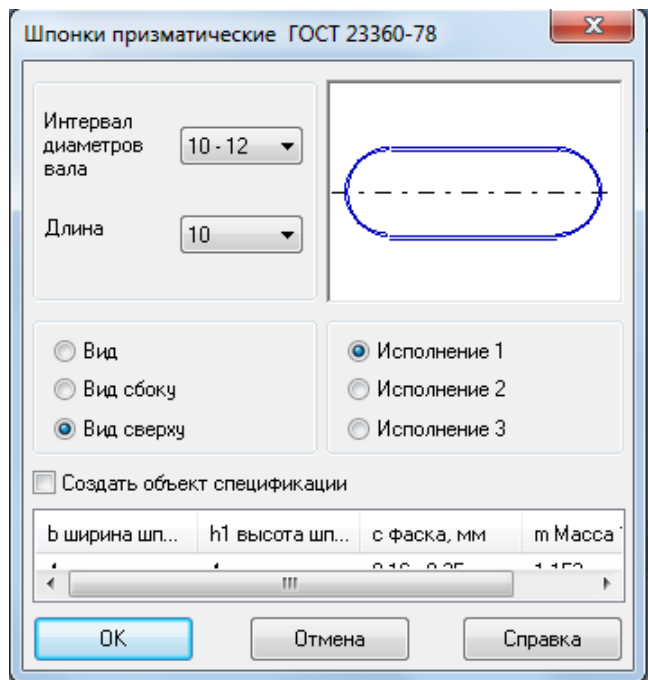 Шпонки призматические ГОСТ 23360-78
Интервал
диаметров
вала
10 - 12
Длина
10
Вид
Исполнение 1
Вид сбоку
Исполнение 2
Вид сверху
Исполнение 3
Создать объект спецификации
b ширина шп... h1 высота шп... c фаска, мм m Масса
OK Отмена Справка